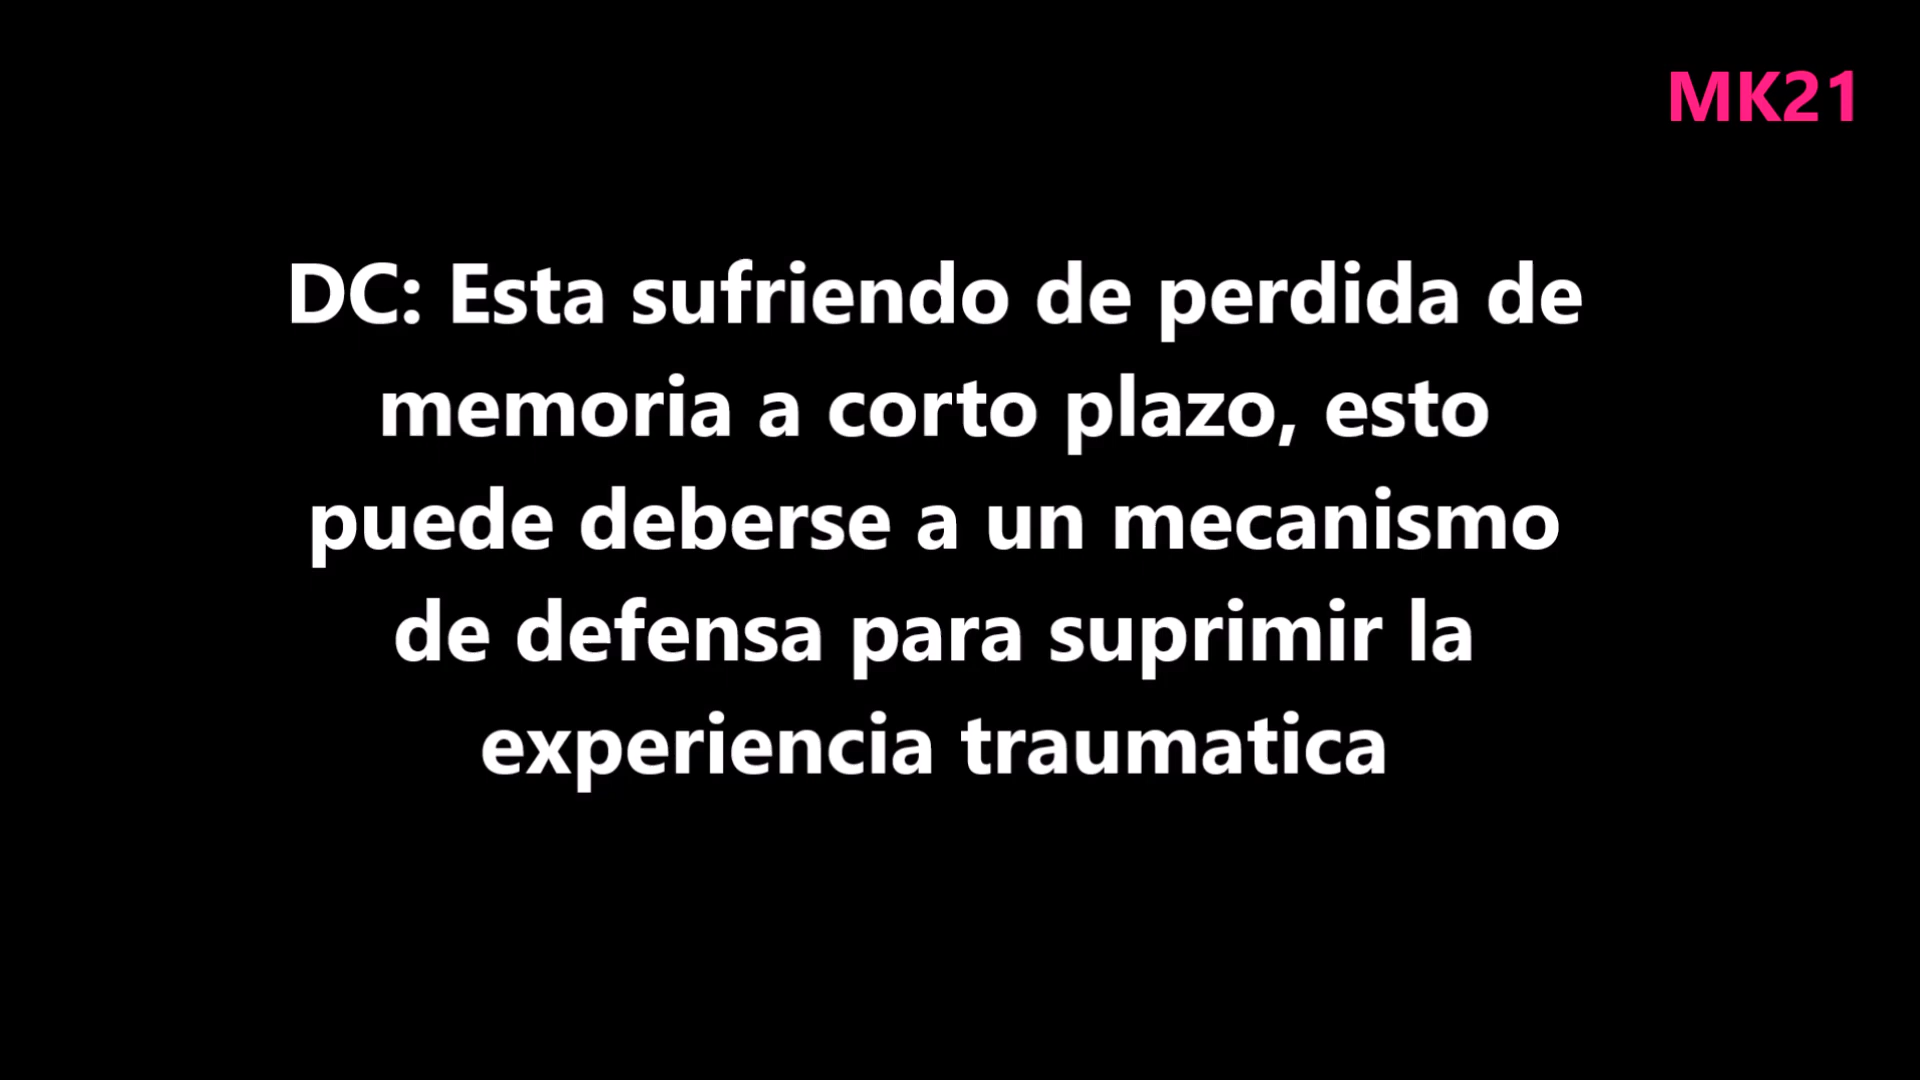 MK21
DC: Esta sufriendo de perdida de
memoria a corto plazo, esto
puede deberse a un mecanismo
de defensa para suprimir la
experiencia traumatica